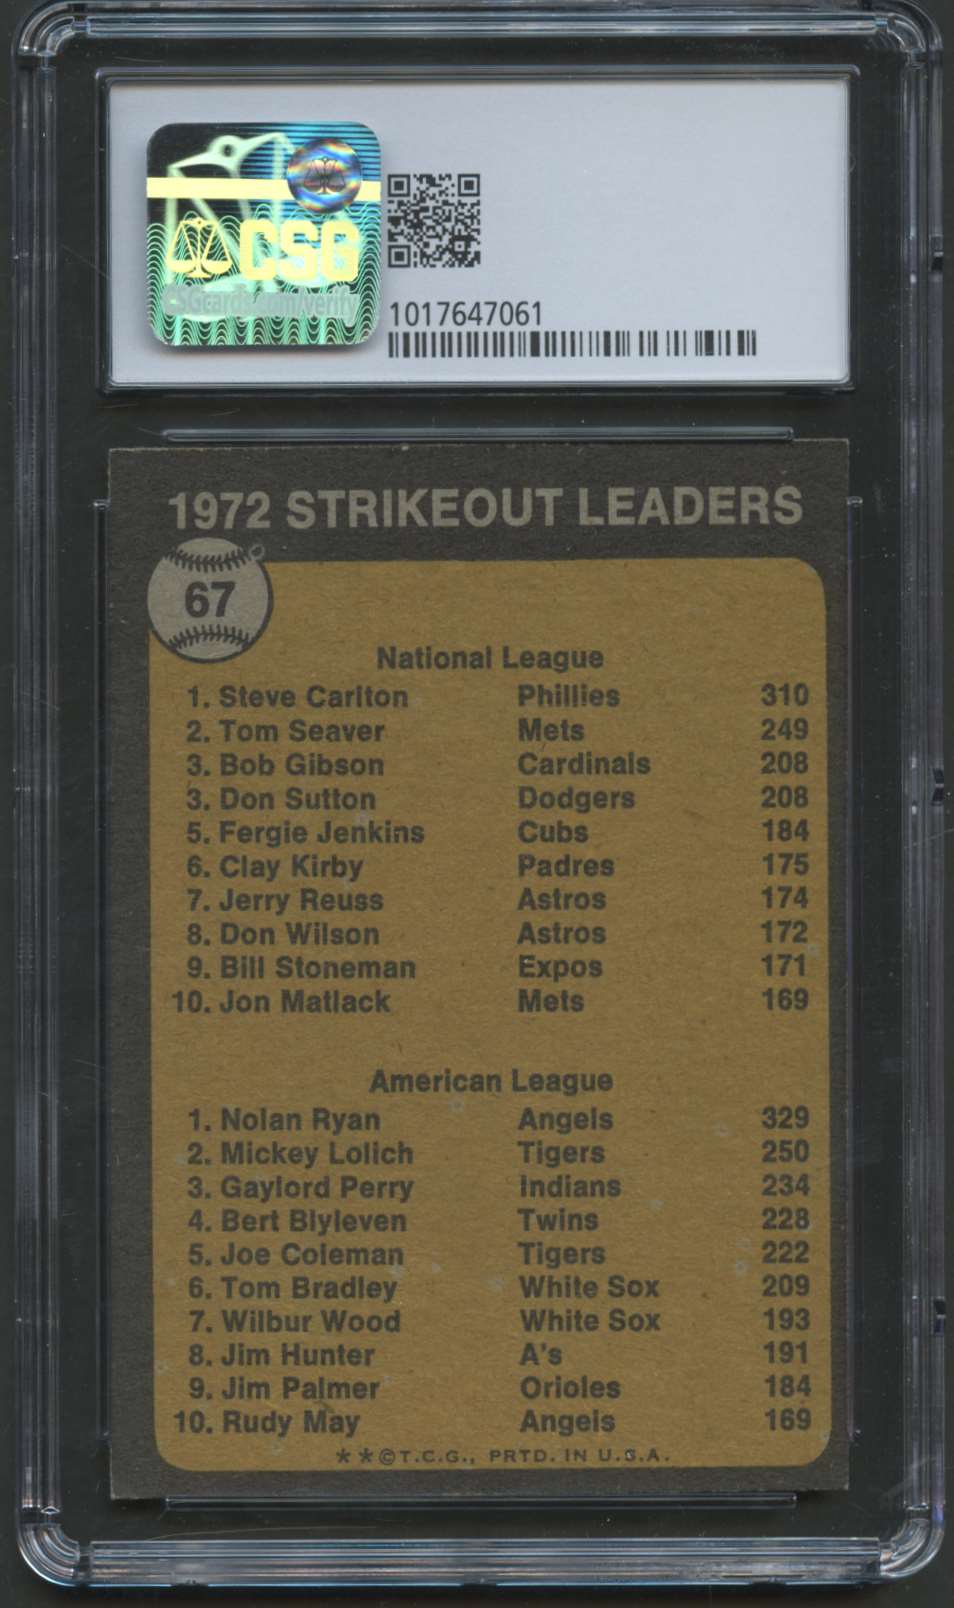 CSG
CSGcards.com/verify
1017647061
1972 STRIKEOUT LEADERS
67
National League
1. Steve Carlton Phillies 310
2. Tom Seaver Mets 249
3. Bob Gibson Cardinals 208
3. Don Sutton Dodgers 208
5. Fergie Jenkins Cubs 184
6. Clay Kirby Padres 175
7. Jerry Reuss Astros 174
8. Don Wilson Astros 172
9. Bill Stoneman Expos 171
10. Jon Matlack Mets 169
American League
1. Nolan Ryan Angels 329
2. Mickey Lolich Tigers 250
3. Gaylord Perry Indians 234
4. Bert Blyleven Twins 228
5. Joe Coleman Tigers 222
6. Tom Bradley White Sox 209
7. Wilbur Wood White Sox 193
8. Jim Hunter A's 191
9. Jim Palmer Orioles 184
10. Rudy May Angels 169
**©T.C.G., PRTD. IN U.S.A.